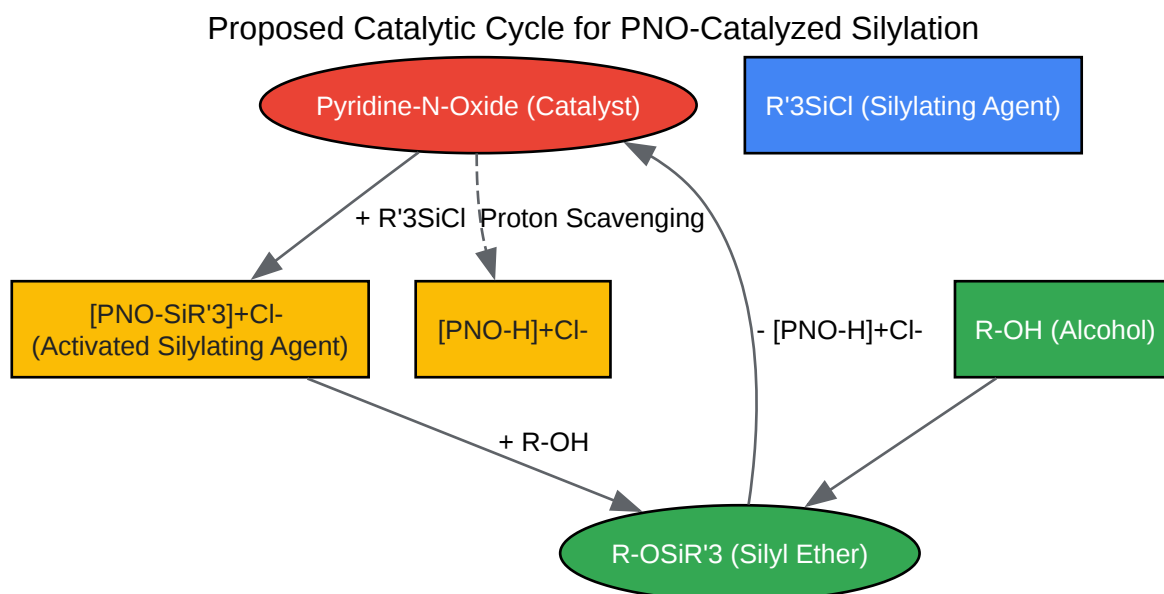 Proposed Catalytic Cycle for PNO-Catalyzed Silylation
Pyridine-N-Oxide (Catalyst)
R'3SiCl (Silylating Agent)
+ R'3SiCl
Proton Scavenging
[PNO-SiR'3]+Cl-
(Activated Silylating Agent)
[PNO-H]+Cl-
- [PNO-H]+Cl-
R-OH (Alcohol)
+ R-OH
R-OSiR'3 (Silyl Ether)